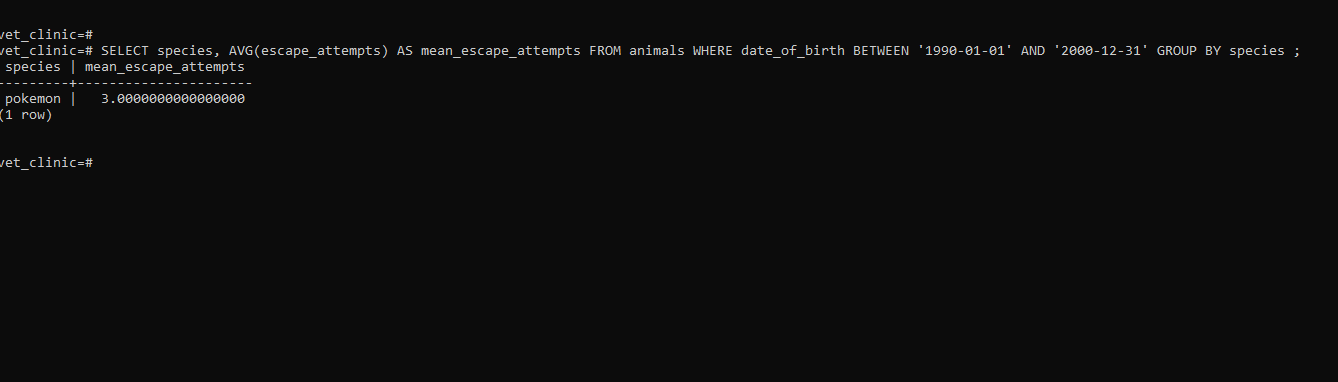 vet_clinic=#
vet_clinic=# SELECT species, AVG(escape_attempts) AS mean_escape_attempts FROM animals WHERE date_of_birth BETWEEN '1990-01-01' AND '2000-12-31' GROUP BY species ;
 species | mean_escape_attempts
---------+----------------------
 pokemon |   3.0000000000000000
(1 row)
vet_clinic=#